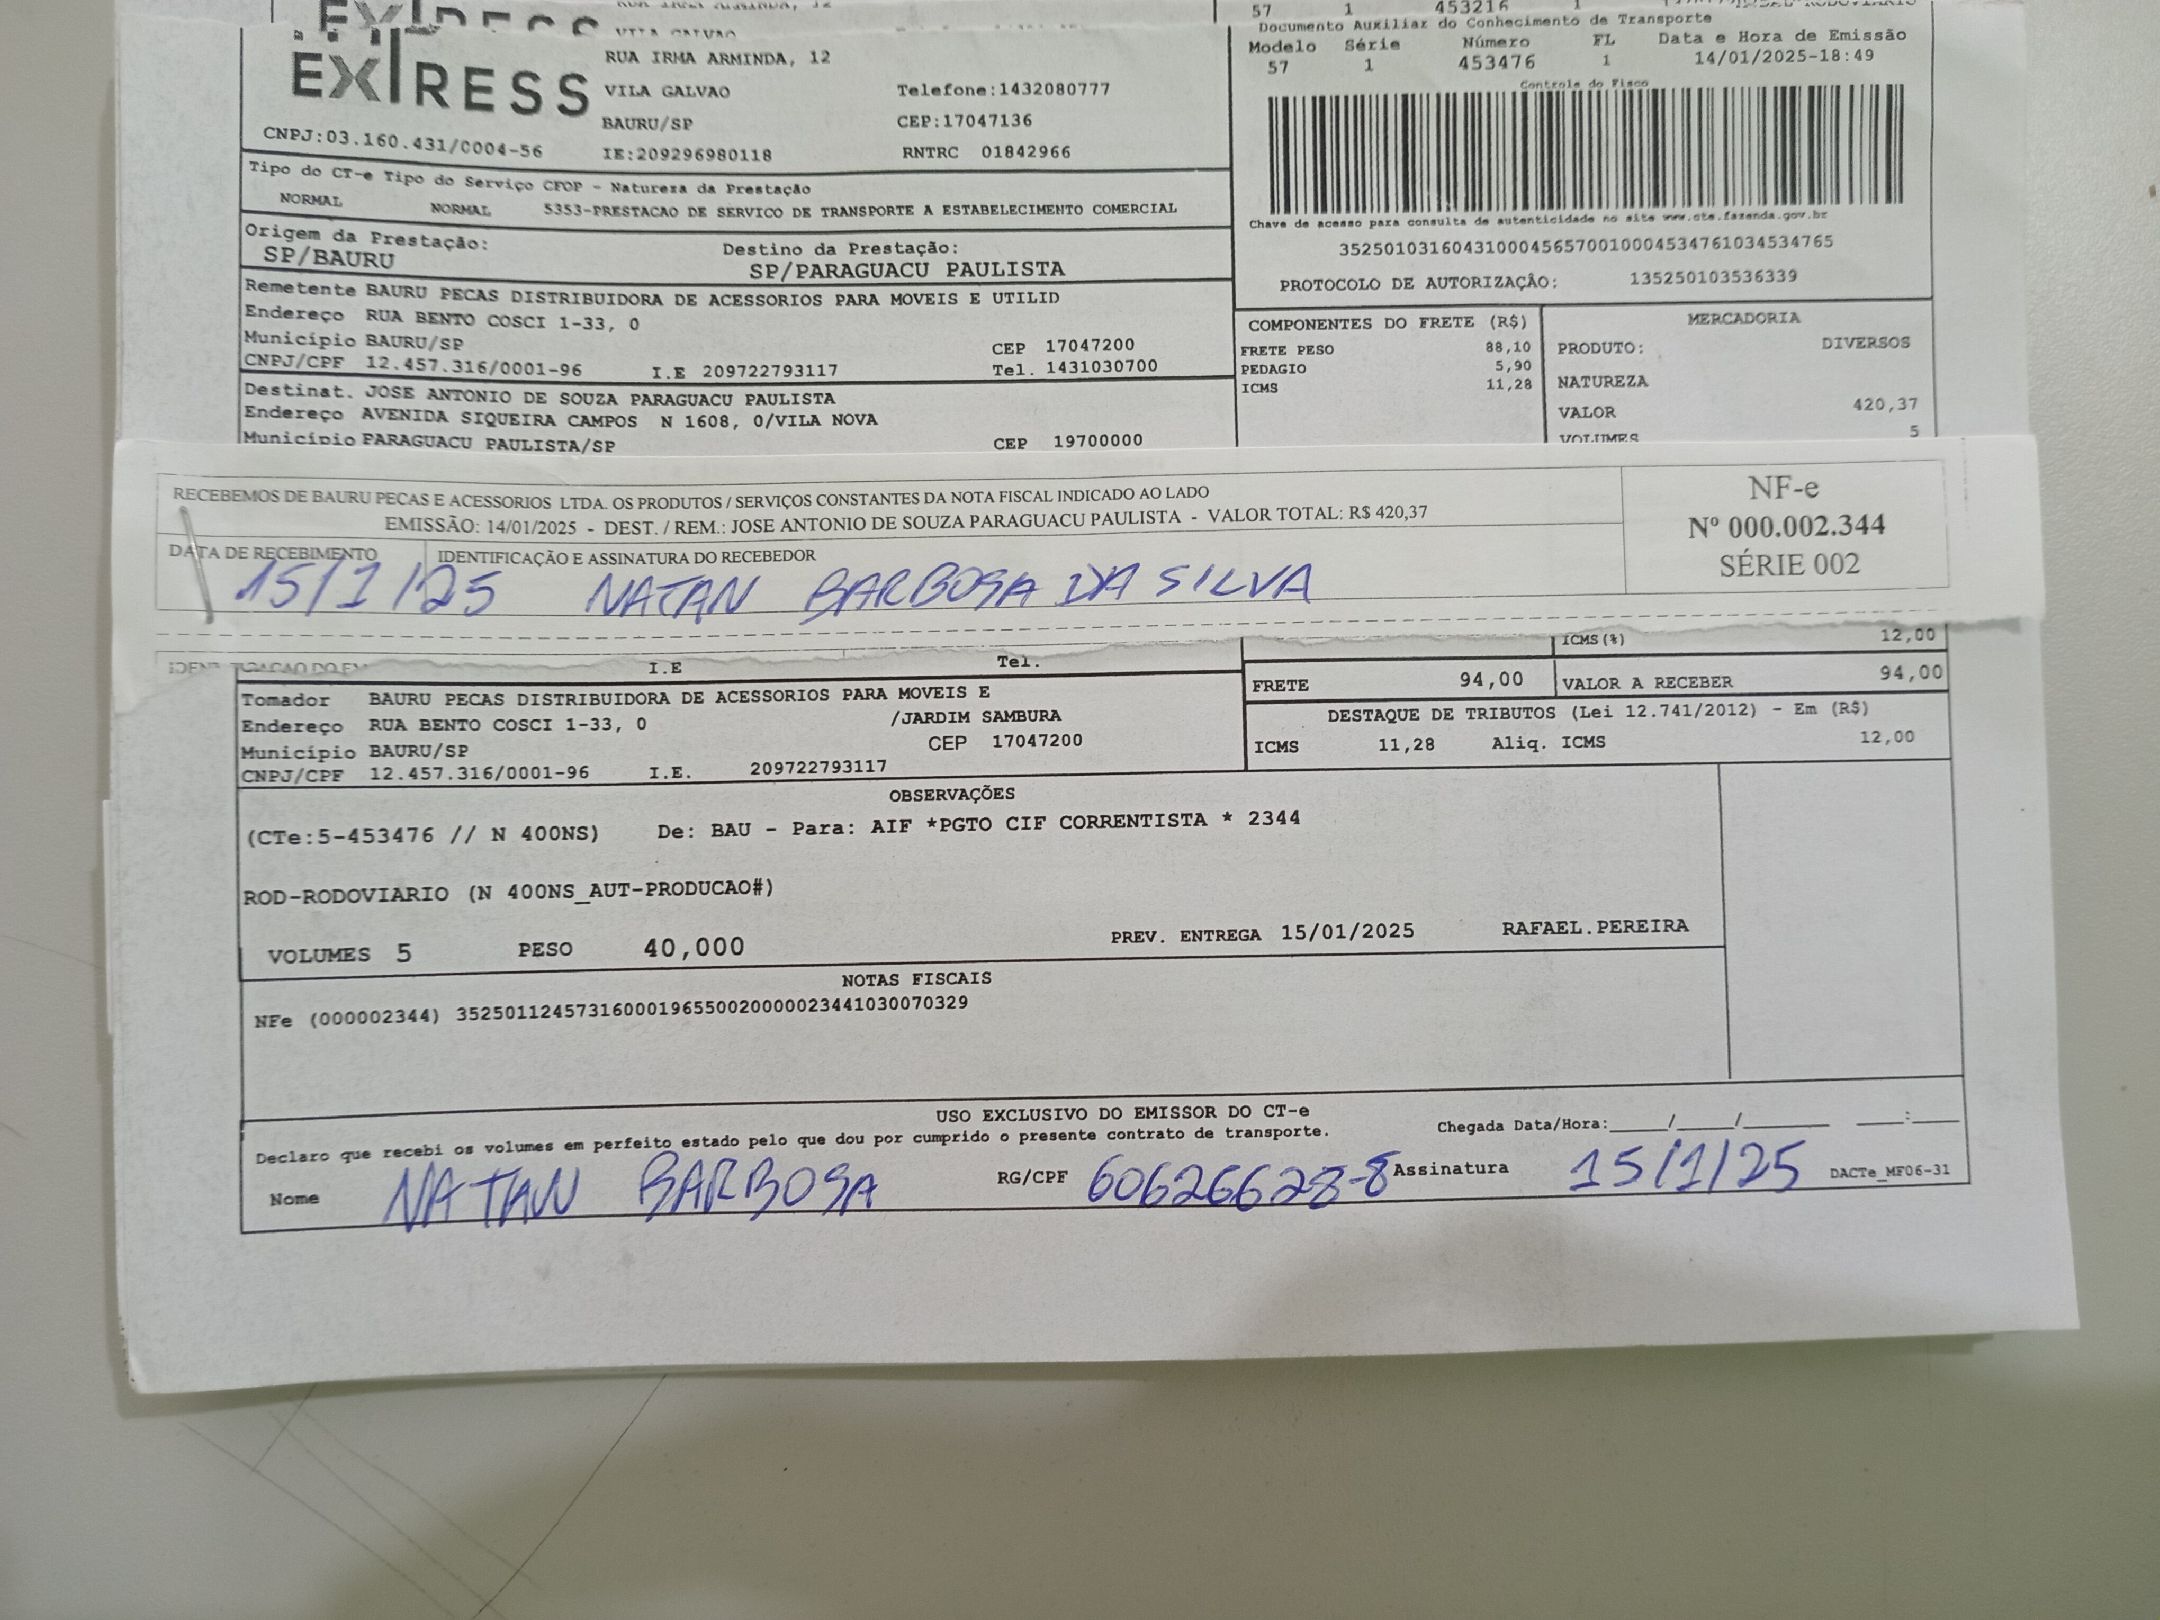 57 1 453216 1
Documento Auxiliar do Conhecimento de Transporte
Modelo Série Número FL Data e Hora de Emissão
57 1 453476 1 14/01/2025-18:49
Controle do Fisco
EXPRESS
RUA IRMA ARMINDA, 12
VILA GALVAO Telefone:1432080777
BAURU/SP CEP:17047136
CNPJ:03.160.431/0004-56 IE:209296980118 RNTRC 01842966
Tipo do CT-e Tipo do Serviço CFOP - Natureza da Prestação
NORMAL NORMAL 5353-PRESTACAO DE SERVICO DE TRANSPORTE A ESTABELECIMENTO COMERCIAL
Chave de acesso para consulta de autenticidade no site www.cte.fazenda.gov.br
35250103160431000456570010004534761034534765
PROTOCOLO DE AUTORIZAÇÂO: 135250103536339
Origem da Prestação: Destino da Prestação:
SP/BAURU SP/PARAGUACU PAULISTA
Remetente BAURU PECAS DISTRIBUIDORA DE ACESSORIOS PARA MOVEIS E UTILID
Endereço RUA BENTO COSCI 1-33, 0
Município BAURU/SP CEP 17047200
CNPJ/CPF 12.457.316/0001-96 I.E 209722793117 Tel. 1431030700
Destinat. JOSE ANTONIO DE SOUZA PARAGUACU PAULISTA
Endereço AVENIDA SIQUEIRA CAMPOS N 1608, 0/VILA NOVA
Município PARAGUACU PAULISTA/SP CEP 19700000
COMPONENTES DO FRETE (R$)
FRETE PESO 88,10
PEDAGIO 5,90
ICMS 11,28
MERCADORIA
PRODUTO: DIVERSOS
NATUREZA
VALOR 420,37
VOLUMES 5
RECEBEMOS DE BAURU PECAS E ACESSORIOS LTDA. OS PRODUTOS / SERVIÇOS CONSTANTES DA NOTA FISCAL INDICADO AO LADO
EMISSÃO: 14/01/2025 - DEST. / REM.: JOSE ANTONIO DE SOUZA PARAGUACU PAULISTA - VALOR TOTAL: R$ 420,37
DATA DE RECEBIMENTO IDENTIFICAÇÃO E ASSINATURA DO RECEBEDOR
15/1/25 NATAN BARBOSA DA SILVA
NF-e
Nº 000.002.344
SÉRIE 002
I.E Tel.
ICMS(%) 12,00
FRETE 94,00 VALOR A RECEBER 94,00
Tomador BAURU PECAS DISTRIBUIDORA DE ACESSORIOS PARA MOVEIS E
Endereço RUA BENTO COSCI 1-33, 0 /JARDIM SAMBURA
Município BAURU/SP CEP 17047200
CNPJ/CPF 12.457.316/0001-96 I.E. 209722793117
DESTAQUE DE TRIBUTOS (Lei 12.741/2012) - Em (R$)
ICMS 11,28 Aliq. ICMS 12,00
OBSERVAÇÕES
(CTe:5-453476 // N 400NS) De: BAU - Para: AIF *PGTO CIF CORRENTISTA * 2344
ROD-RODOVIARIO (N 400NS_AUT-PRODUCAO#)
VOLUMES 5 PESO 40,000 PREV. ENTREGA 15/01/2025 RAFAEL.PEREIRA
NOTAS FISCAIS
NFe (000002344) 35250112457316000196550020000023441030070329
USO EXCLUSIVO DO EMISSOR DO CT-e
Declaro que recebi os volumes em perfeito estado pelo que dou por cumprido o presente contrato de transporte. Chegada Data/Hora:_____/_____/________ ____:____
Nome NATAN BARBOSA RG/CPF 60626628-8 Assinatura 15/1/25 DACTe_MF06-31